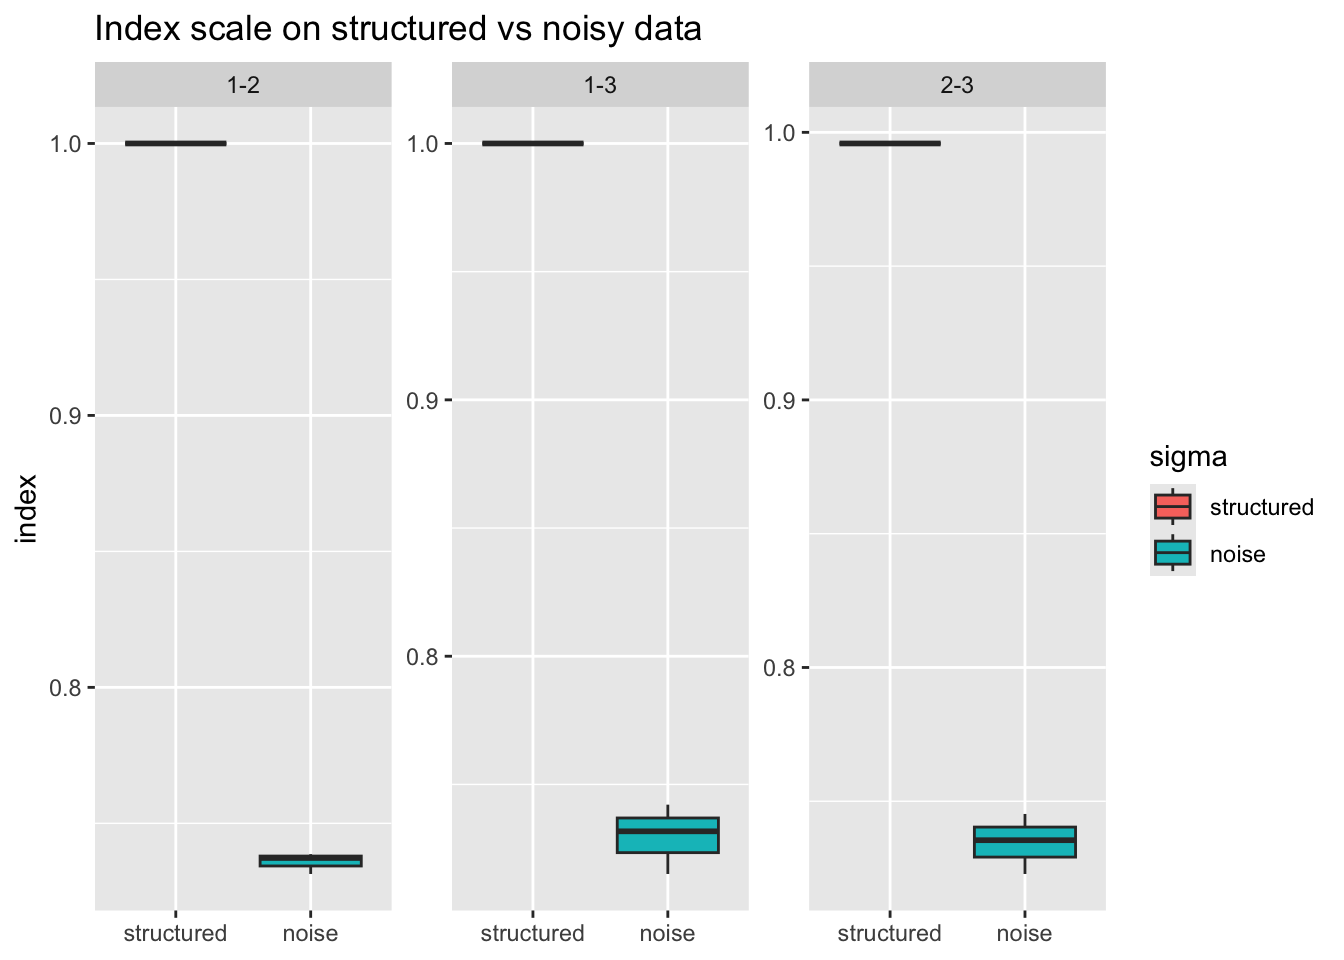 Index scale on structured vs noisy data
1-2
1-3
2-3
index
1.0
0.9
0.8
1.0
0.9
0.8
1.0
0.9
0.8
structured noise
structured noise
structured noise
sigma
structured
noise